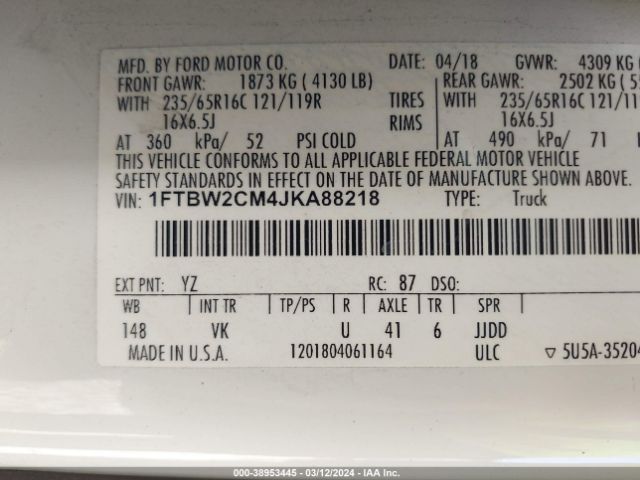 MFD. BY FORD MOTOR CO. DATE: 04/18 GVWR: 4309 KG (
FRONT GAWR: 1873 KG ( 4130 LB) REAR GAWR: 2502 KG ( 5
WITH 235/65R16C 121/119R TIRES WITH 235/65R16C 121/11
16X6.5J RIMS 16X6.5J
AT 360 kPa/ 52 PSI COLD AT 490 kPa/ 71
THIS VEHICLE CONFORMS TO ALL APPLICABLE FEDERAL MOTOR VEHICLE
SAFETY STANDARDS IN EFFECT ON THE DATE OF MANUFACTURE SHOWN ABOVE.
VIN: 1FTBW2CM4JKA88218 TYPE: Truck
EXT PNT: YZ RC: 87 DSO:
WB INT TR TP/PS R AXLE TR SPR
148 VK U 41 6 JJDD
MADE IN U.S.A. 1201804061164 ULC ▽ 5U5A-35204
000-38953445 - 03/12/2024 - IAA Inc.